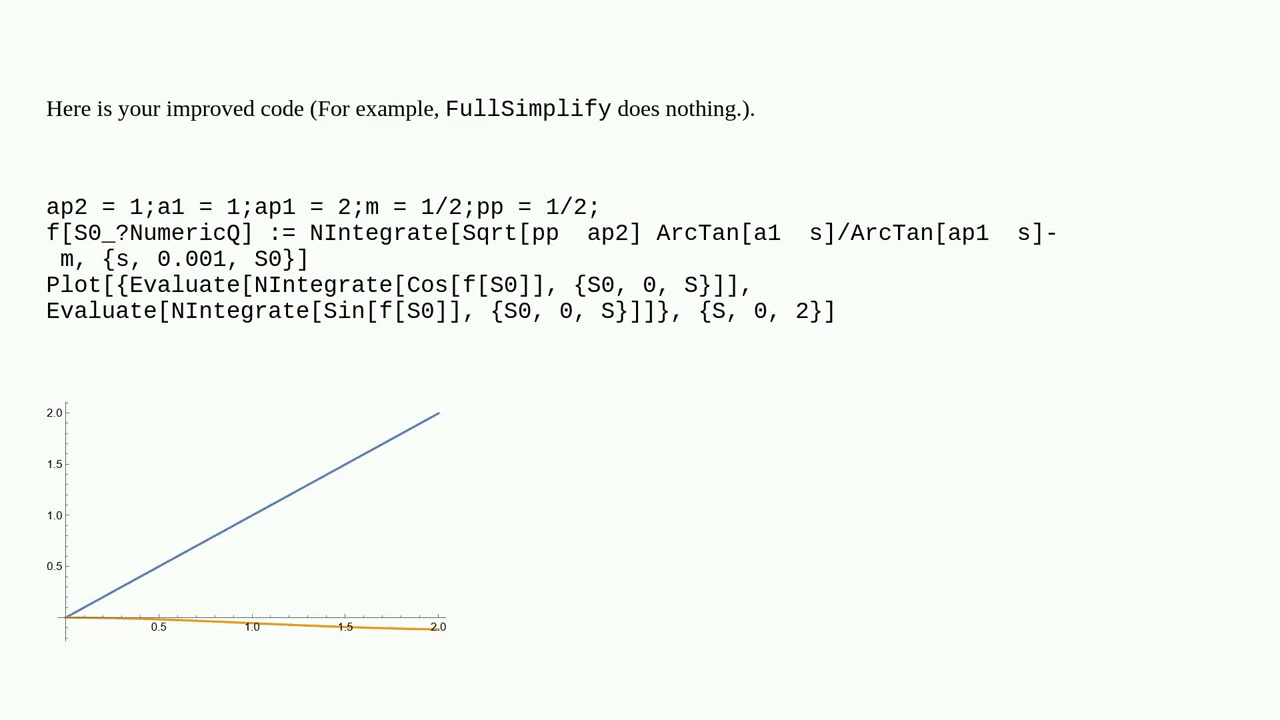 Here is your improved code (For example, FullSimplify does nothing.).
ap2 = 1;a1 = 1;ap1 = 2;m = 1/2;pp = 1/2;
f[S0_?NumericQ] := NIntegrate[Sqrt[pp  ap2] ArcTan[a1  s]/ArcTan[ap1  s]-
 m, {s, 0.001, S0}]
Plot[{Evaluate[NIntegrate[Cos[f[S0]], {S0, 0, S}]],
Evaluate[NIntegrate[Sin[f[S0]], {S0, 0, S}]]}, {S, 0, 2}]
2.0
1.5
1.0
0.5
0.5 1.0 1.5 2.0